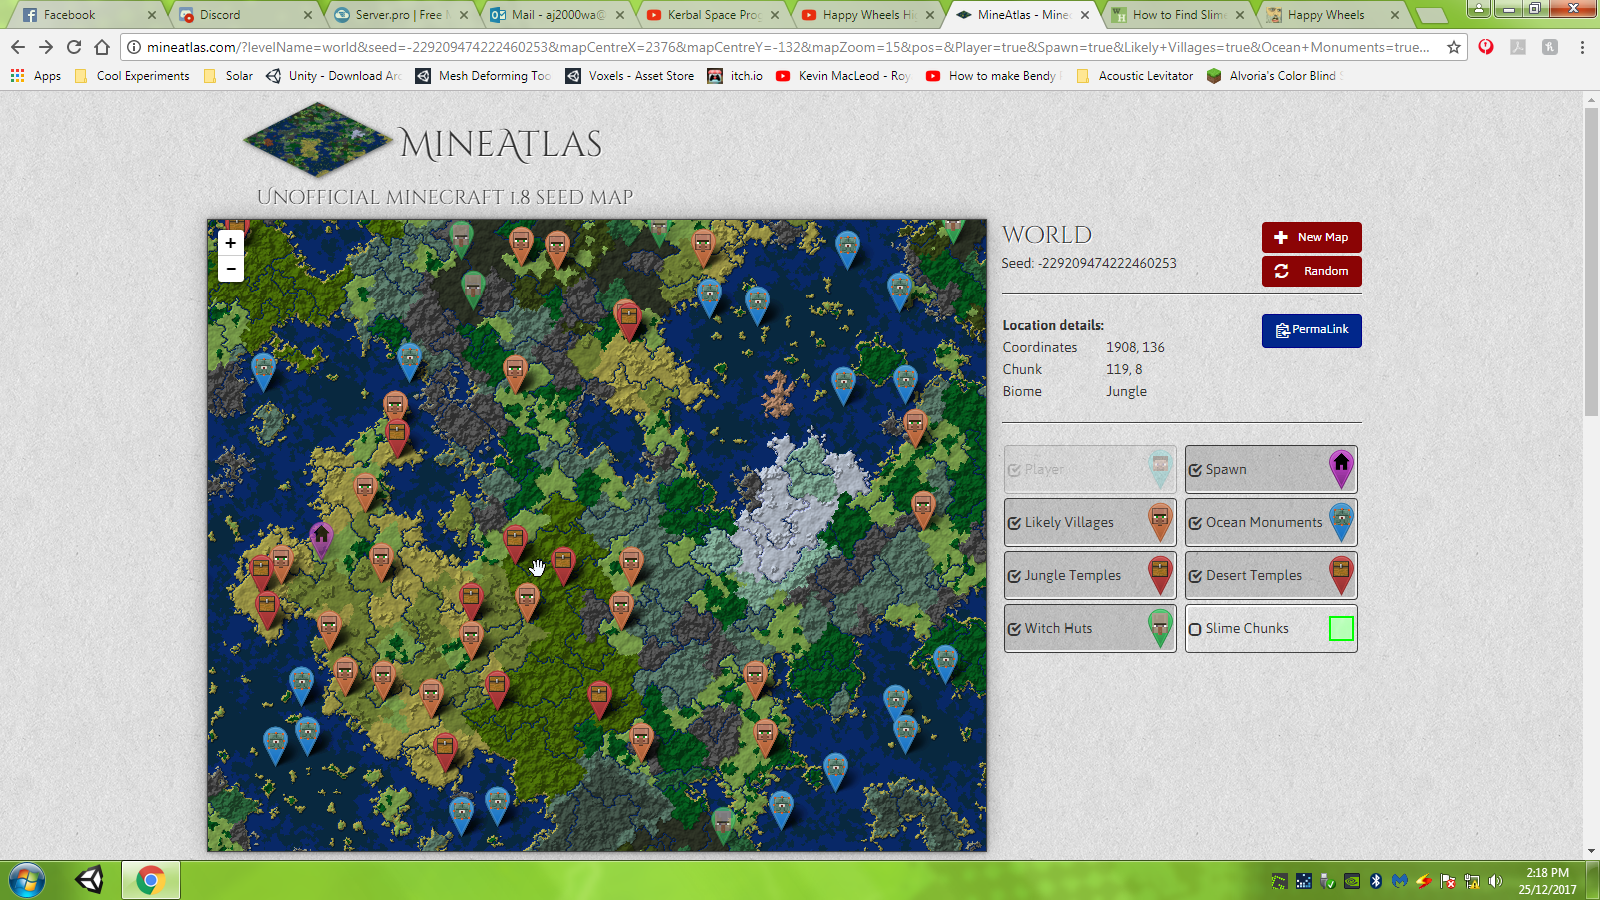 Facebook
Discord
Server.pro | Free M
Mail - aj2000wa@
Kerbal Space Prog
Happy Wheels Hi
MineAtlas - Minec
How to Find Slime
Happy Wheels
mineatlas.com/?levelName=world&seed=-229209474222460253&mapCentreX=2376&mapCentreY=-132&mapZoom=15&pos=&Player=true&Spawn=true&Likely+Villages=true&Ocean+Monuments=true...
Apps
Cool Experiments
Solar
Unity - Download Arc
Mesh Deforming Too
Voxels - Asset Store
itch.io
Kevin MacLeod - Roy
How to make Bendy
Acoustic Levitator
Alvoria's Color Blind S
MineAtlas
Unofficial Minecraft 1.8 Seed Map
+
−
World
Seed: -229209474222460253
New Map
Random
Location details:
PermaLink
Coordinates 1908, 136
Chunk 119, 8
Biome Jungle
Player
Spawn
Likely Villages
Ocean Monuments
Jungle Temples
Desert Temples
Witch Huts
Slime Chunks
2:18 PM
25/12/2017